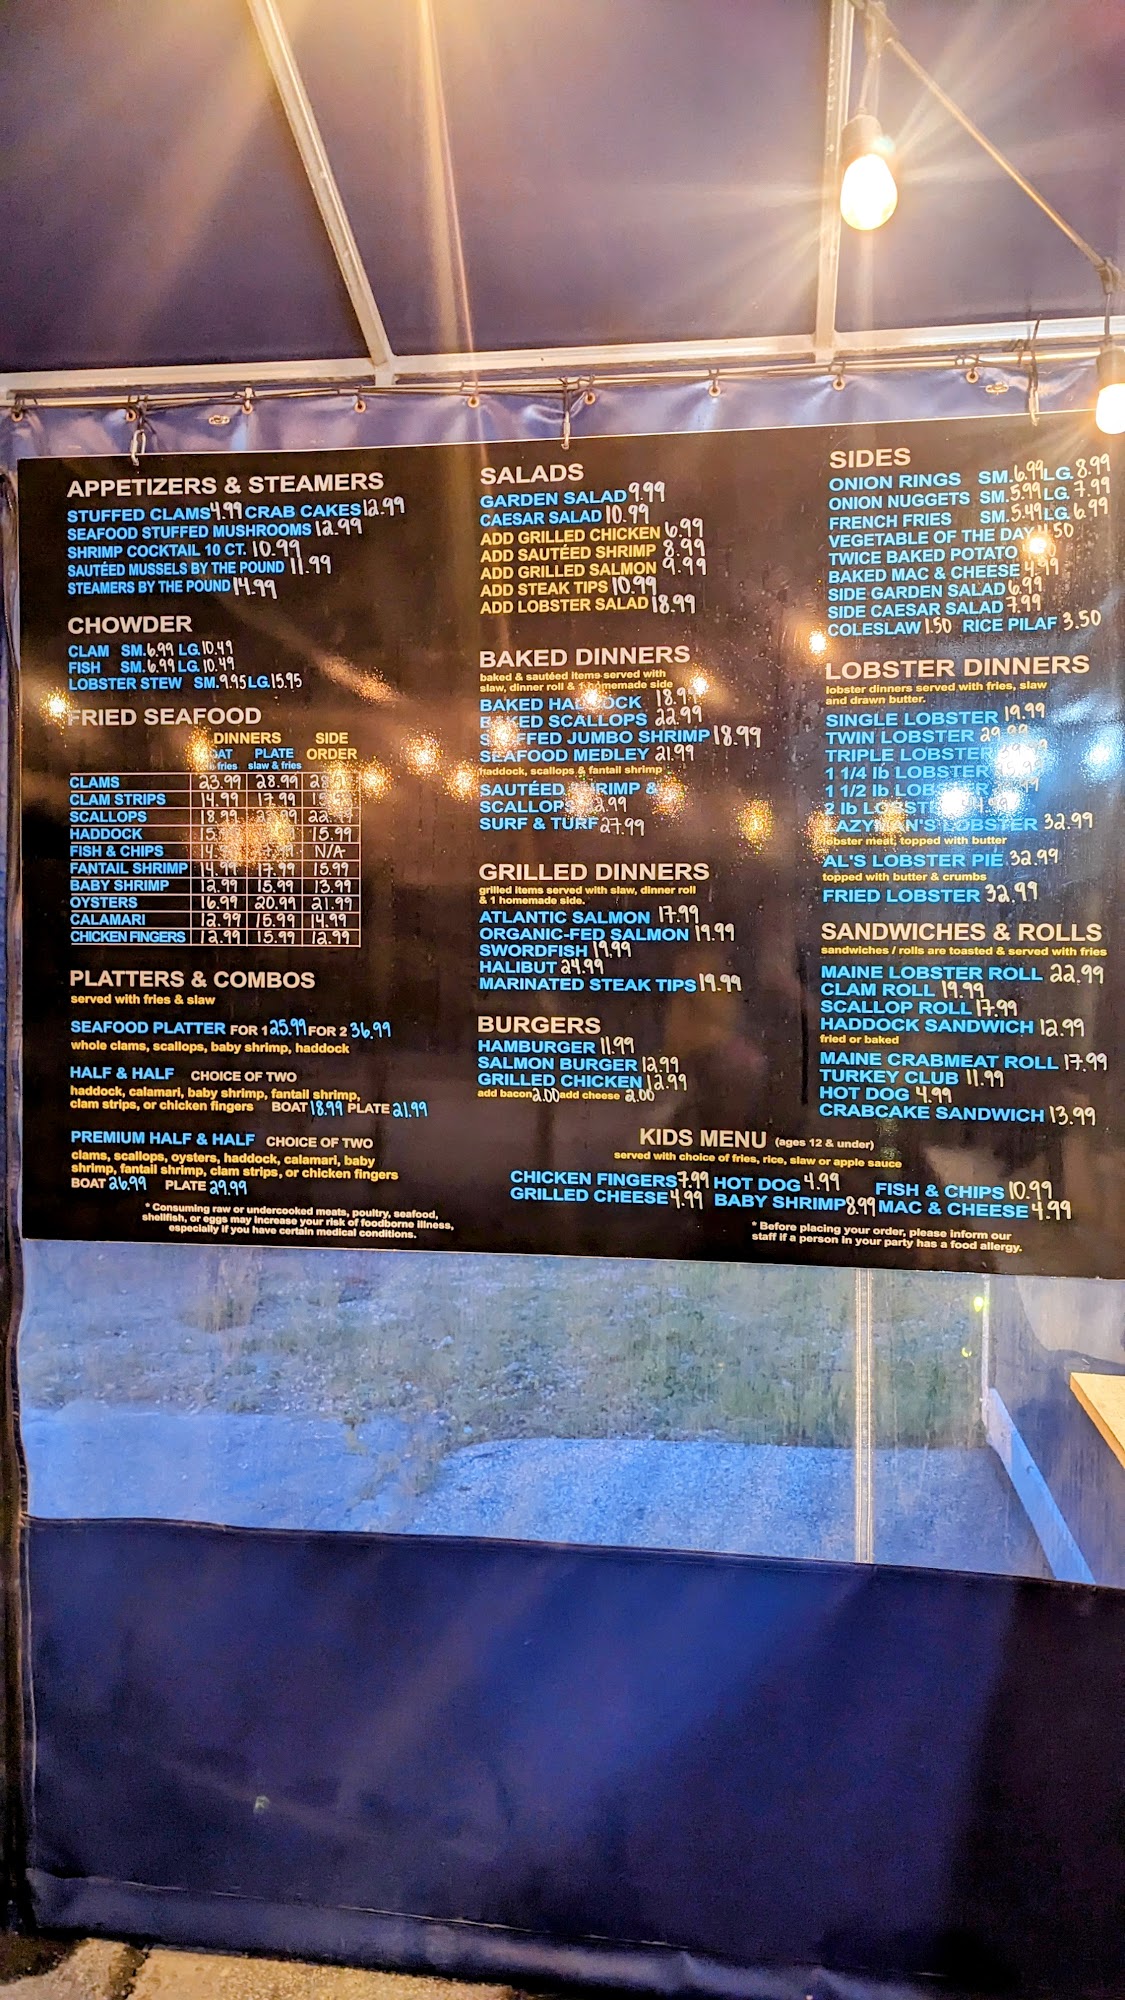 APPETIZERS & STEAMERS
STUFFED CLAMS 4.99 CRAB CAKES 12.99
SEAFOOD STUFFED MUSHROOMS 12.99
SHRIMP COCKTAIL 10 CT. 10.99
SAUTÉED MUSSELS BY THE POUND 11.99
STEAMERS BY THE POUND 14.99
CHOWDER
CLAM SM. 6.99 LG. 10.49
FISH SM. 6.99 LG. 10.49
LOBSTER STEW SM. 9.95 LG. 15.95
FRIED SEAFOOD
DINNERS SIDE
PLATE ORDER
fries slaw & fries
CLAMS 23.99 28.99
CLAM STRIPS 14.99 17.99
SCALLOPS 18.99
HADDOCK 15.99
FISH & CHIPS N/A
FANTAIL SHRIMP 14.99 17.99 15.99
BABY SHRIMP 12.99 15.99 13.99
OYSTERS 16.99 20.99 21.99
CALAMARI 12.99 15.99 14.99
CHICKEN FINGERS 12.99 15.99 12.99
PLATTERS & COMBOS
served with fries & slaw
SEAFOOD PLATTER FOR 1 25.99 FOR 2 36.99
whole clams, scallops, baby shrimp, haddock
HALF & HALF CHOICE OF TWO
haddock, calamari, baby shrimp, fantail shrimp,
clam strips, or chicken fingers BOAT 18.99 PLATE 21.99
PREMIUM HALF & HALF CHOICE OF TWO
clams, scallops, oysters, haddock, calamari, baby
shrimp, fantail shrimp, clam strips, or chicken fingers
BOAT 26.99 PLATE 29.99
* Consuming raw or undercooked meats, poultry, seafood,
shellfish, or eggs may increase your risk of foodborne illness,
especially if you have certain medical conditions.
SALADS
GARDEN SALAD 9.99
CAESAR SALAD 10.99
ADD GRILLED CHICKEN 6.99
ADD SAUTÉED SHRIMP 8.99
ADD GRILLED SALMON 9.99
ADD STEAK TIPS 10.99
ADD LOBSTER SALAD 18.99
BAKED DINNERS
baked & sautéed items served with
slaw, dinner roll & 1 homemade side
BAKED HADDOCK 18.99
BAKED SCALLOPS 22.99
STUFFED JUMBO SHRIMP 18.99
SEAFOOD MEDLEY 21.99
haddock, scallops & fantail shrimp
SAUTÉED SHRIMP &
SCALLOPS
SURF & TURF 27.99
GRILLED DINNERS
grilled items served with slaw, dinner roll
& 1 homemade side.
ATLANTIC SALMON 17.99
ORGANIC-FED SALMON 19.99
SWORDFISH 19.99
HALIBUT 24.99
MARINATED STEAK TIPS 19.99
BURGERS
HAMBURGER 11.99
SALMON BURGER 12.99
GRILLED CHICKEN 12.99
add bacon 2.00 add cheese 2.00
SIDES
ONION RINGS SM. 6.99 LG. 8.99
ONION NUGGETS SM. 5.99 LG. 7.99
FRENCH FRIES SM. 5.49 LG. 6.99
VEGETABLE OF THE DAY
TWICE BAKED POTATO
BAKED MAC & CHEESE 4.99
SIDE GARDEN SALAD 6.99
SIDE CAESAR SALAD 7.99
COLESLAW 1.50 RICE PILAF 3.50
LOBSTER DINNERS
lobster dinners served with fries, slaw
and drawn butter.
SINGLE LOBSTER 19.99
TWIN LOBSTER 29.99
TRIPLE LOBSTER
1 1/4 lb LOBSTER
1 1/2 lb LOBSTER
2 lb LOBSTER
LAZYMAN'S LOBSTER 32.99
lobster meat, topped with butter
AL'S LOBSTER PIE 32.99
topped with butter & crumbs
FRIED LOBSTER 32.99
SANDWICHES & ROLLS
sandwiches / rolls are toasted & served with fries
MAINE LOBSTER ROLL 22.99
CLAM ROLL 19.99
SCALLOP ROLL 17.99
HADDOCK SANDWICH 12.99
fried or baked
MAINE CRABMEAT ROLL 17.99
TURKEY CLUB 11.99
HOT DOG 4.99
CRABCAKE SANDWICH 13.99
KIDS MENU (ages 12 & under)
served with choice of fries, rice, slaw or apple sauce
CHICKEN FINGERS 7.99 HOT DOG 4.99 FISH & CHIPS 10.99
GRILLED CHEESE 4.99 BABY SHRIMP 8.99 MAC & CHEESE 4.99
* Before placing your order, please inform our
staff if a person in your party has a food allergy.